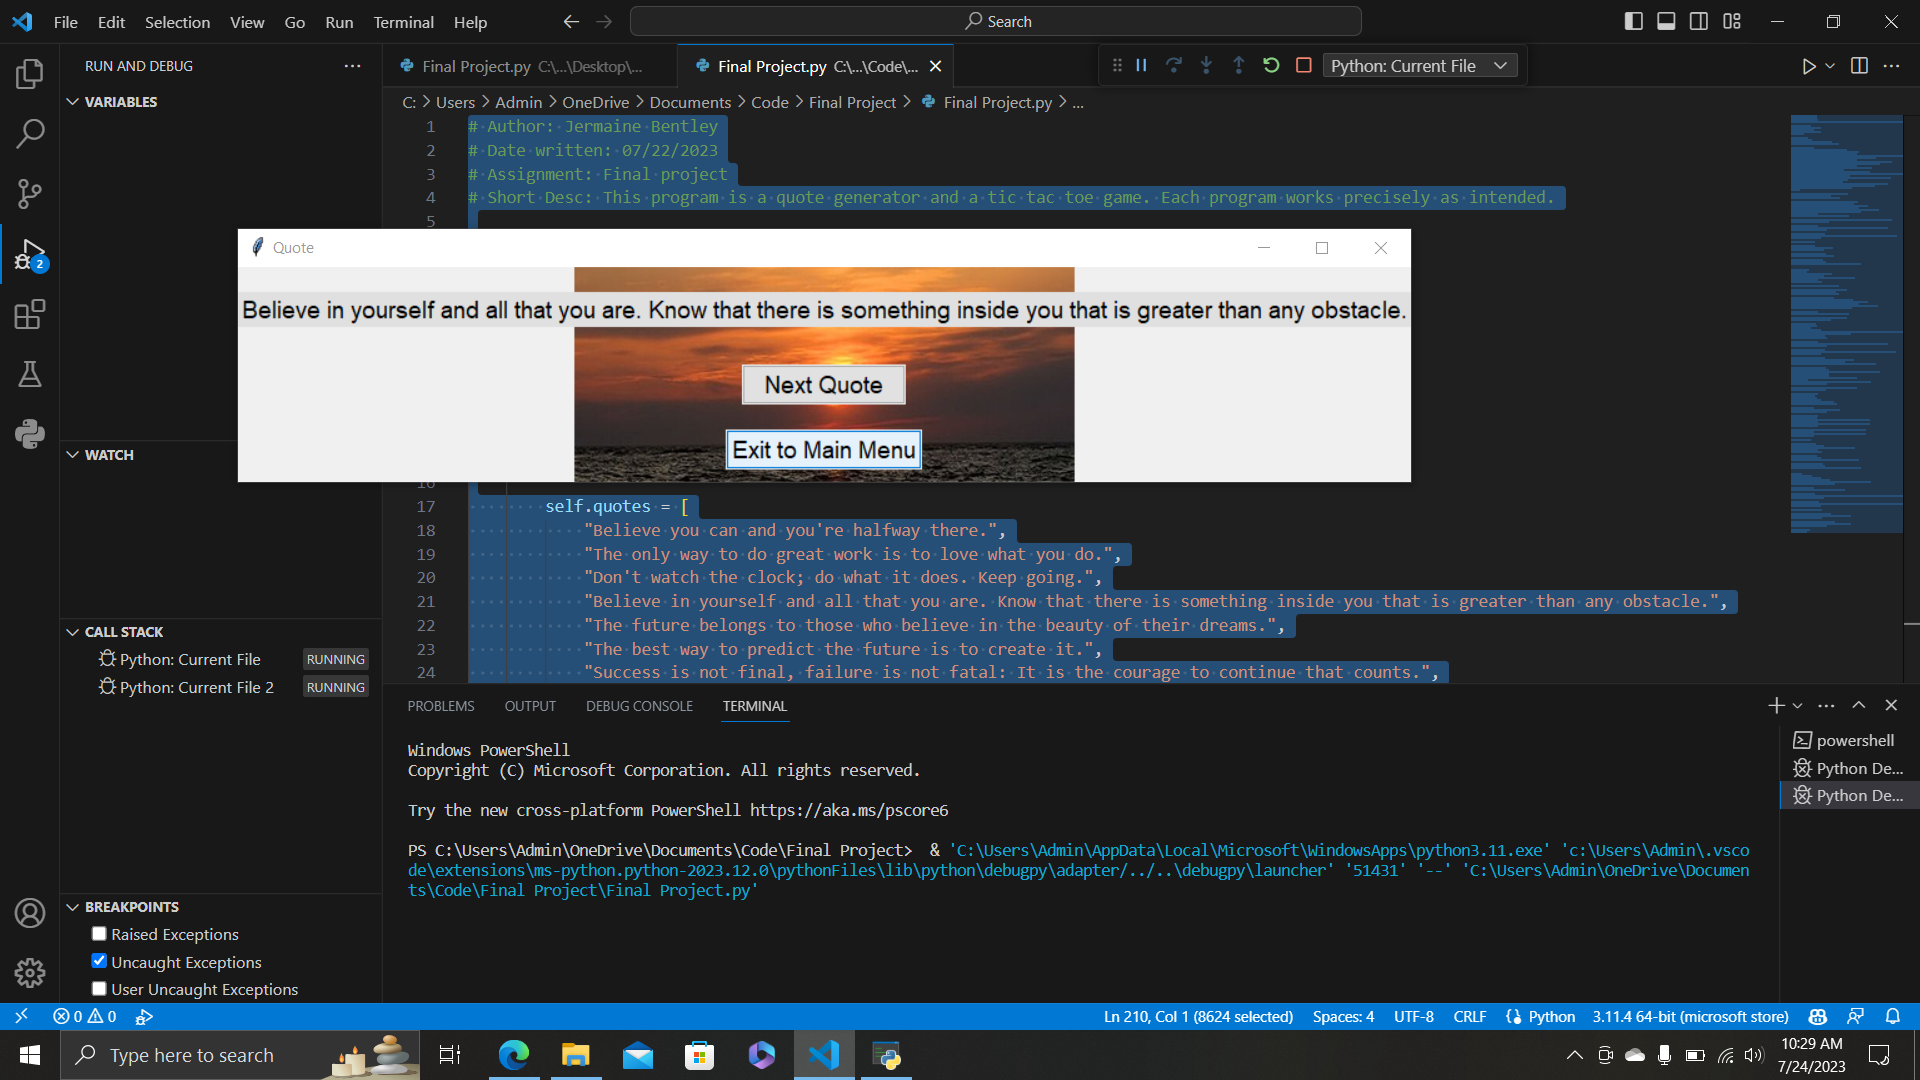 File Edit Selection View Go Run Terminal Help Search
RUN AND DEBUG
Final Project.py C:\...\Desktop\...
Final Project.py C:\...\Code\...
Python: Current File
VARIABLES
C: > Users > Admin > OneDrive > Documents > Code > Final Project > Final Project.py > ...
1 # Author: Jermaine Bentley
2 # Date written: 07/22/2023
3 # Assignment: Final project
4 # Short Desc: This program is a quote generator and a tic tac toe game. Each program works precisely as intended.
5
Quote
Believe in yourself and all that you are. Know that there is something inside you that is greater than any obstacle.
Next Quote
Exit to Main Menu
WATCH
16
17 self.quotes = [
18 "Believe you can and you're halfway there.",
19 "The only way to do great work is to love what you do.",
20 "Don't watch the clock; do what it does. Keep going.",
21 "Believe in yourself and all that you are. Know that there is something inside you that is greater than any obstacle.",
22 "The future belongs to those who believe in the beauty of their dreams.",
23 "The best way to predict the future is to create it.",
24 "Success is not final, failure is not fatal: It is the courage to continue that counts.",
CALL STACK
Python: Current File RUNNING
Python: Current File 2 RUNNING
PROBLEMS OUTPUT DEBUG CONSOLE TERMINAL
Windows PowerShell
Copyright (C) Microsoft Corporation. All rights reserved.
Try the new cross-platform PowerShell https://aka.ms/pscore6
PS C:\Users\Admin\OneDrive\Documents\Code\Final Project> & 'C:\Users\Admin\AppData\Local\Microsoft\WindowsApps\python3.11.exe' 'c:\Users\Admin\.vsco
de\extensions\ms-python.python-2023.12.0\pythonFiles\lib\python\debugpy\adapter/../..\debugpy\launcher' '51431' '--' 'C:\Users\Admin\OneDrive\Documen
ts\Code\Final Project\Final Project.py'
powershell
Python De...
Python De...
BREAKPOINTS
Raised Exceptions
Uncaught Exceptions
User Uncaught Exceptions
2
0 0
Ln 210, Col 1 (8624 selected) Spaces: 4 UTF-8 CRLF Python 3.11.4 64-bit (microsoft store)
Type here to search
10:29 AM
7/24/2023